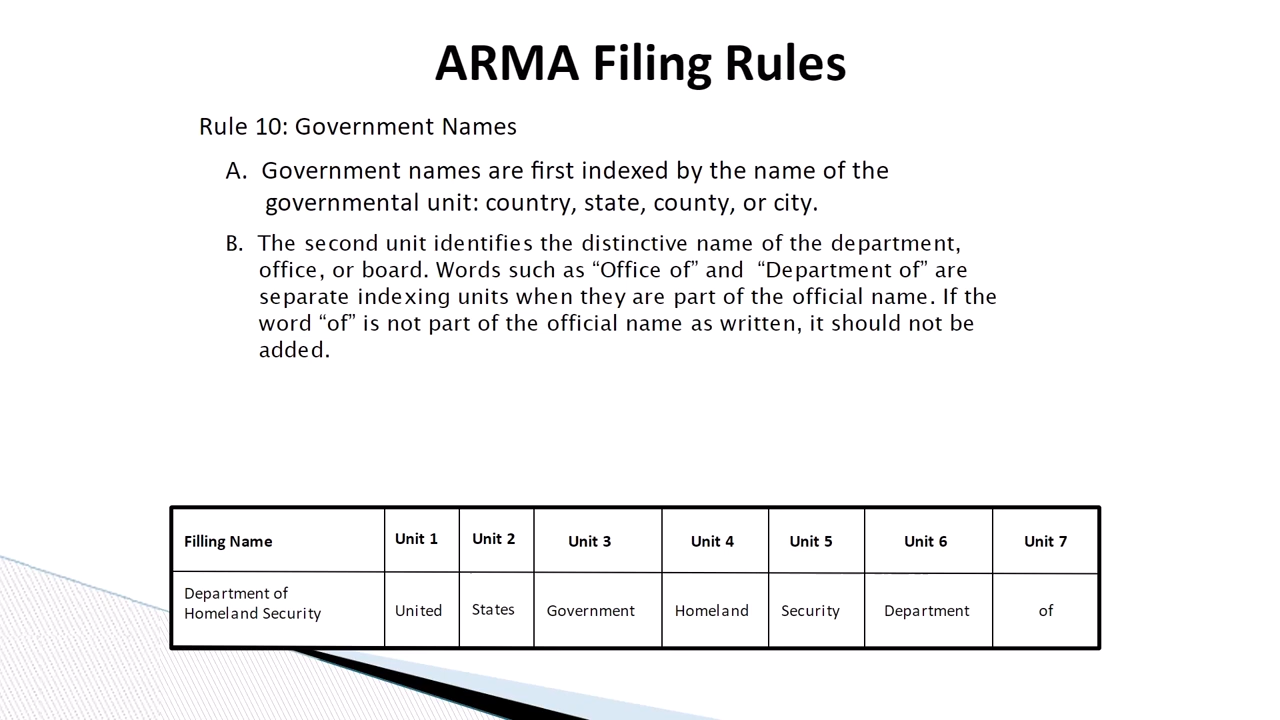 ARMA Filing Rules
Rule 10: Government Names
A. Government names are first indexed by the name of the
governmental unit: country, state, county, or city.
B. The second unit identifies the distinctive name of the department,
office, or board. Words such as “Office of” and “Department of” are
separate indexing units when they are part of the official name. If the
word “of” is not part of the official name as written, it should not be
added.
Filling Name Unit 1 Unit 2 Unit 3 Unit 4 Unit 5 Unit 6 Unit 7
Department of
Homeland Security United States Government Homeland Security Department of